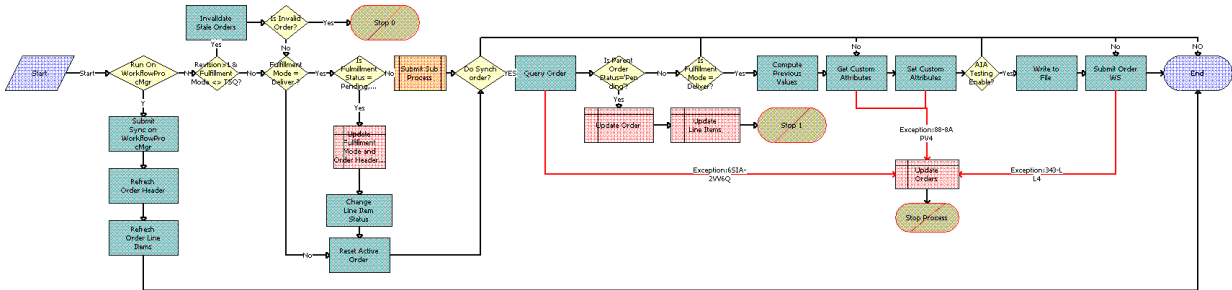 Start
Start
Run On
WorkflowPro
cMgr
Y
Submit
Sync on
WorkflowPro
cMgr
Refresh
Order Header
Refresh
Order Line
Items
Revision=1&
Fulfillment
Mode <> TSQ?
Yes
Invalidate
Stale Orders
Is Invalid
Order?
Yes
Stop 0
No
Fulfillment
Mode =
Deliver?
Yes
No
Is
Fulfillment
Status =
Pending,...
No
Yes
Update
Fulfillment
Mode and
Order Header...
Change
Line Item
Status
Reset Active
Order
Submit Sub
Process
Do Synch
order?
YES
Query Order
Is Parent
Order
Status='Pen
ding'?
No
Yes
Update Order
Update
Line Items
Stop 1
Is
Fulfillment
Mode =
Deliver?
Yes
Compute
Previous
Values
No
Get Custom
Attributes
Set Custom
Attributes
No
AIA
Testing
Enable?
Yes
Write to
File
No
Submit Order
WS
NO
End
Exception:6SIA-
2VV6Q
Exception:88-8A
PV4
Exception:343-L
L4
Update
Orders
Stop Process